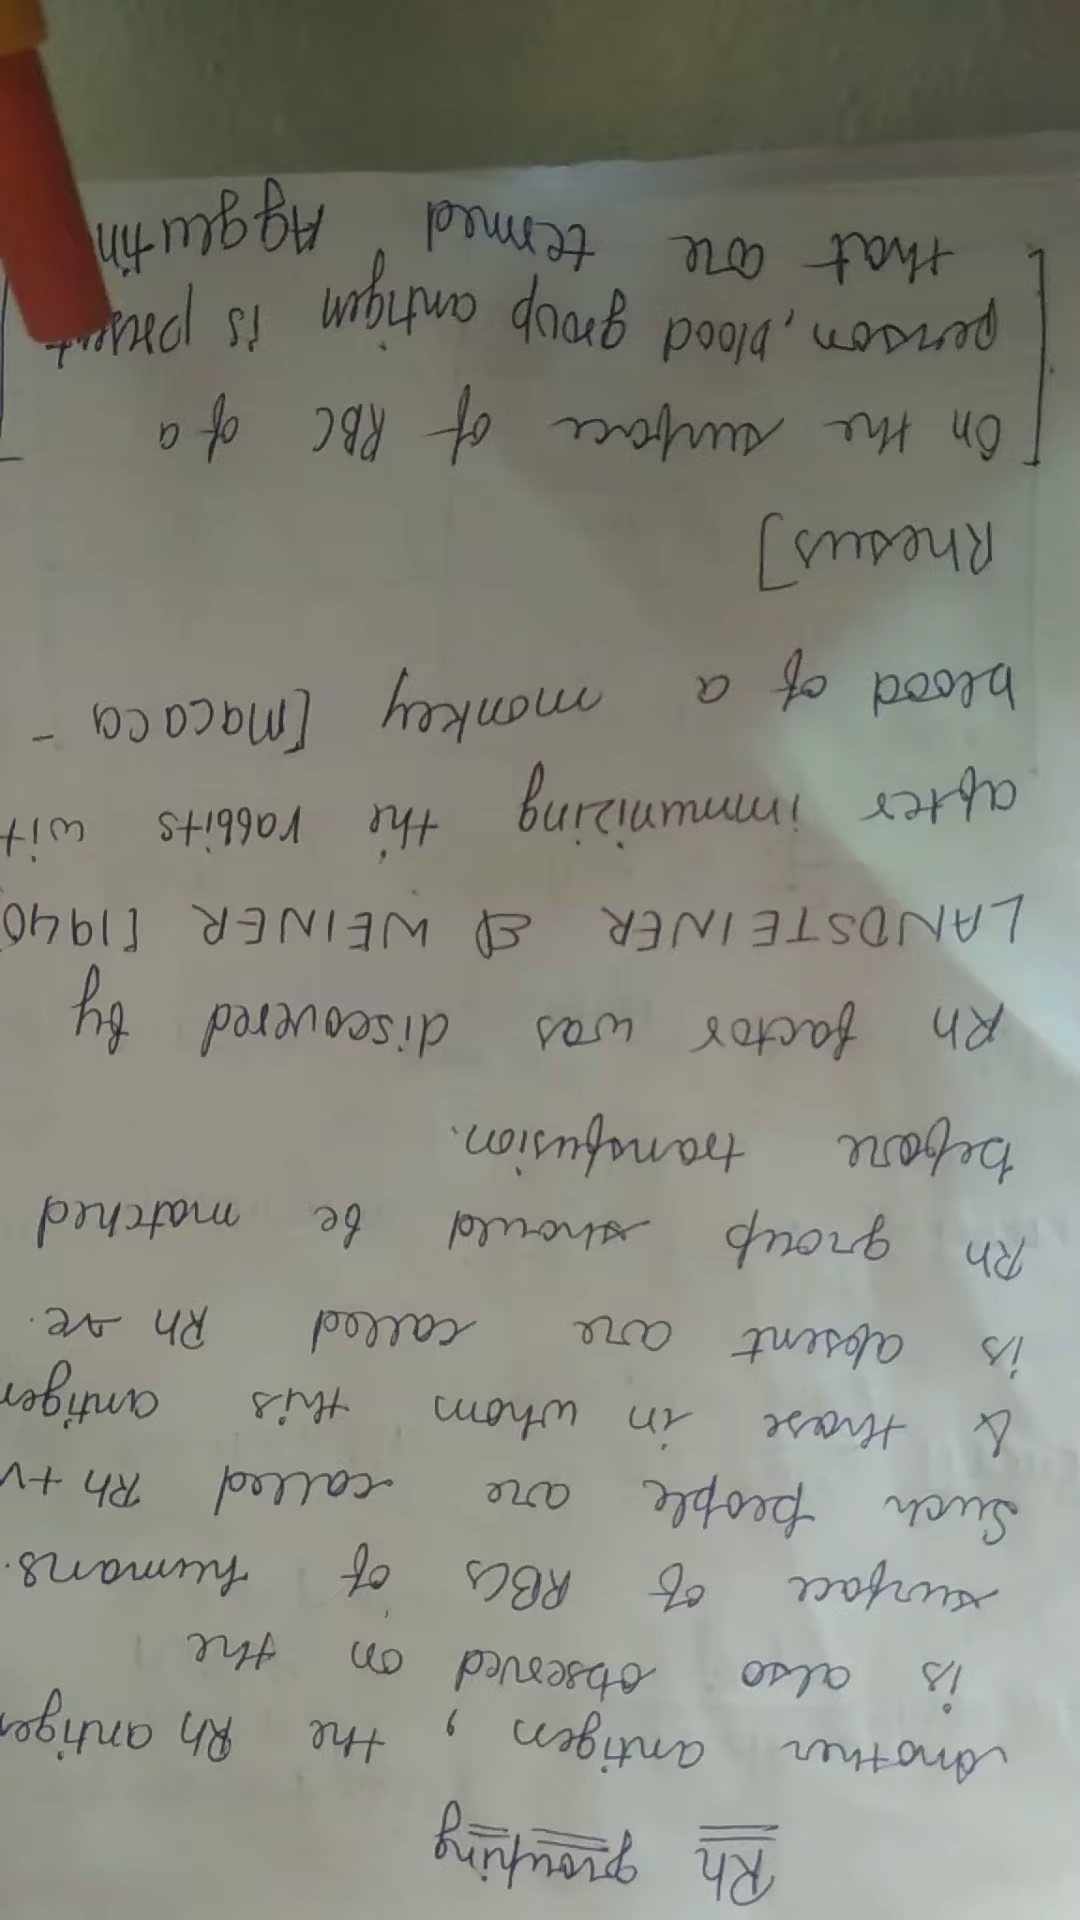 Rh grouping
Another antigen, the Rh antigen
is also observed on the
surface of RBCs of humans.
Such people are called Rh +v
& those in whom this antigen
is absent are called Rh -ve.
Rh group should be matched
before transfusion.
Rh factor was discovered by
LANDSTEINER & WEINER [1940
after immunizing the rabbits wit
blood of a monkey [Macaca -
Rhesus]
[On the surface of RBC of a
person, blood group antigen is present
that are termed Agglutin